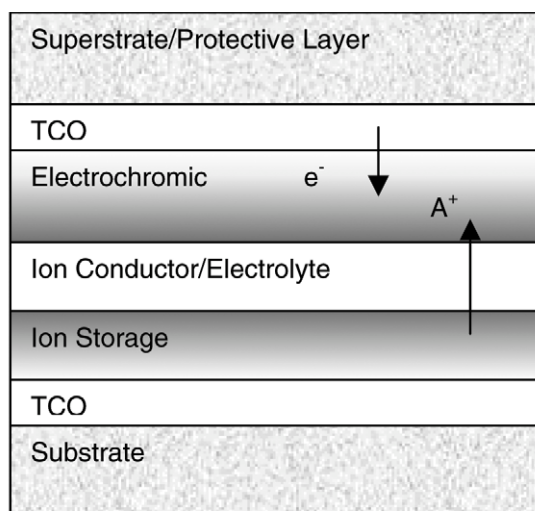 Superstrate/Protective Layer
TCO
Electrochromic e⁻
A⁺
Ion Conductor/Electrolyte
Ion Storage
TCO
Substrate